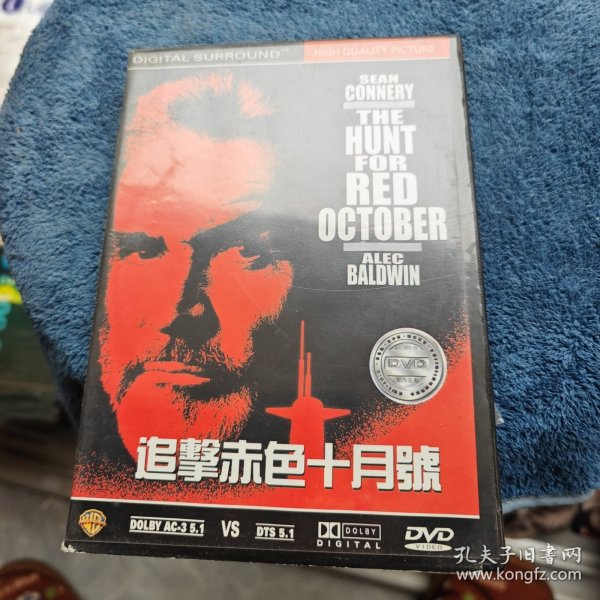 DIGITAL SURROUND™
HIGH QUALITY PICTURE
SEAN
CONNERY
THE
HUNT
FOR
RED
OCTOBER
ALEC
BALDWIN
DVD
追擊赤色十月號
WB
DOLBY AC-3 5.1 VS DTS 5.1
DOLBY
DIGITAL
DVD
VIDEO
孔夫子旧书网
www.kongfz.com